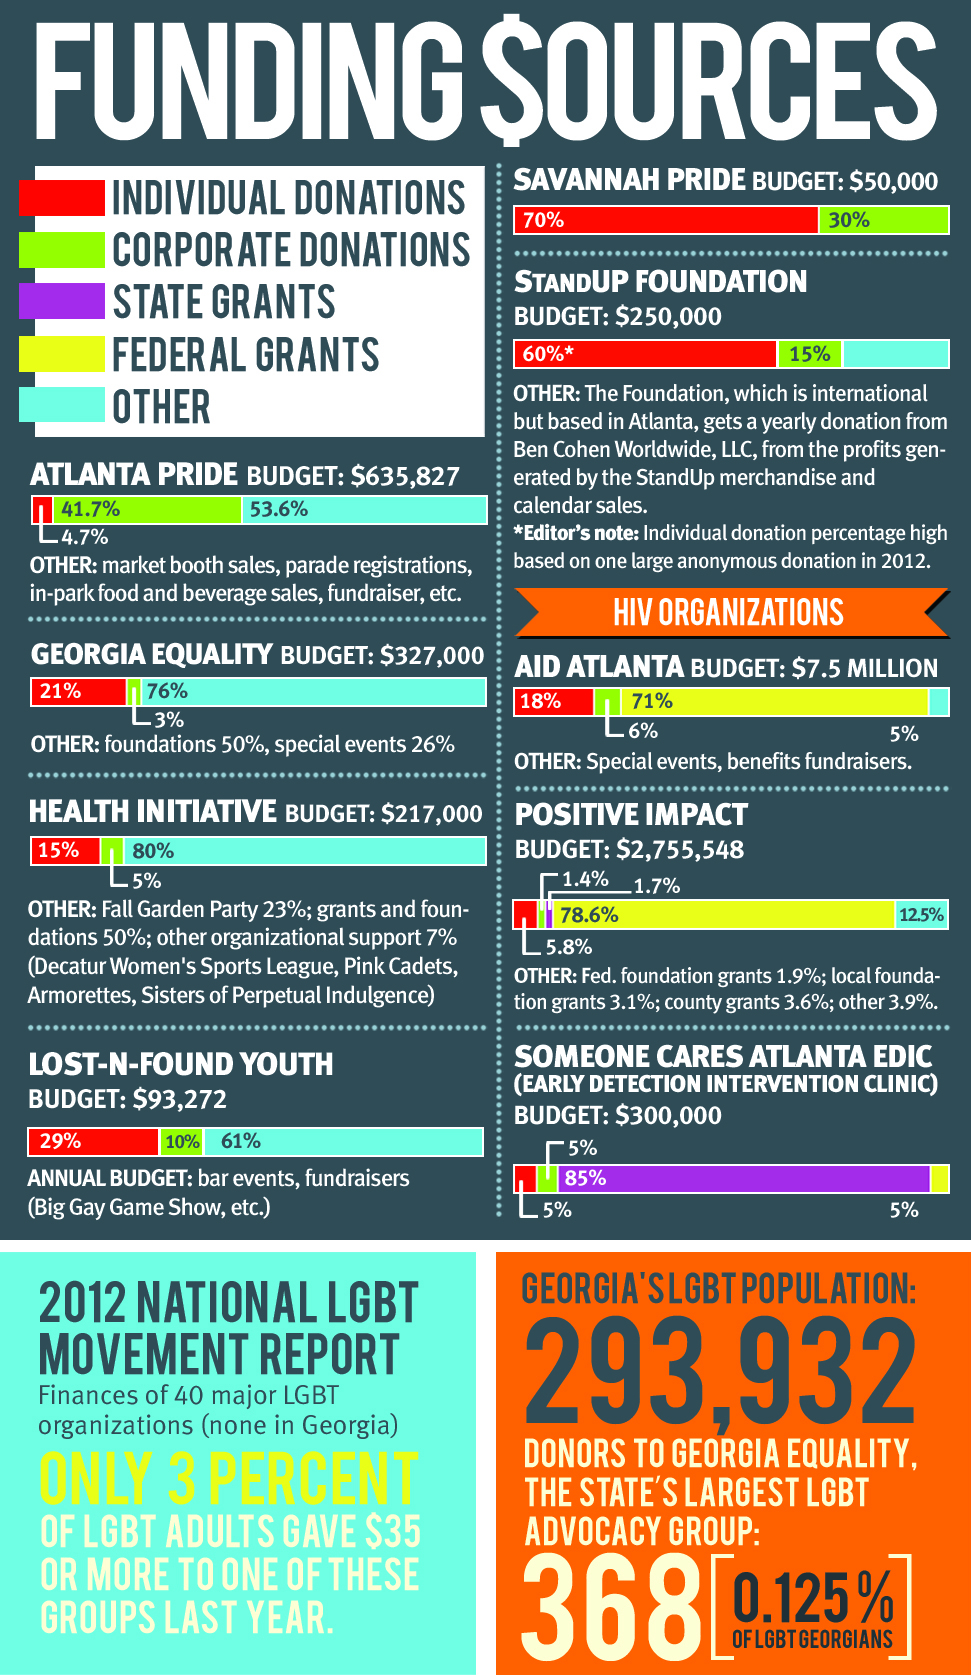 FUNDING $OURCES
INDIVIDUAL DONATIONS
CORPORATE DONATIONS
STATE GRANTS
FEDERAL GRANTS
OTHER
ATLANTA PRIDE BUDGET: $635,827
41.7% 53.6%
4.7%
OTHER: market booth sales, parade registrations,
in-park food and beverage sales, fundraiser, etc.
GEORGIA EQUALITY BUDGET: $327,000
21% 76%
3%
OTHER: foundations 50%, special events 26%
HEALTH INITIATIVE BUDGET: $217,000
15% 80%
5%
OTHER: Fall Garden Party 23%; grants and foun-
dations 50%; other organizational support 7%
(Decatur Women's Sports League, Pink Cadets,
Armorettes, Sisters of Perpetual Indulgence)
LOST-N-FOUND YOUTH
BUDGET: $93,272
29% 10% 61%
ANNUAL BUDGET: bar events, fundraisers
(Big Gay Game Show, etc.)
SAVANNAH PRIDE BUDGET: $50,000
70% 30%
STANDUP FOUNDATION
BUDGET: $250,000
60%* 15%
OTHER: The Foundation, which is international
but based in Atlanta, gets a yearly donation from
Ben Cohen Worldwide, LLC, from the profits gen-
erated by the StandUp merchandise and
calendar sales.
*Editor's note: Individual donation percentage high
based on one large anonymous donation in 2012.
HIV ORGANIZATIONS
AID ATLANTA BUDGET: $7.5 MILLION
18% 71%
6% 5%
OTHER: Special events, benefits fundraisers.
POSITIVE IMPACT
BUDGET: $2,755,548
1.4% 1.7%
78.6% 12.5%
5.8%
OTHER: Fed. foundation grants 1.9%; local founda-
tion grants 3.1%; county grants 3.6%; other 3.9%.
SOMEONE CARES ATLANTA EDIC
(EARLY DETECTION INTERVENTION CLINIC)
BUDGET: $300,000
5%
85%
5% 5%
2012 NATIONAL LGBT
MOVEMENT REPORT
Finances of 40 major LGBT
organizations (none in Georgia)
ONLY 3 PERCENT
OF LGBT ADULTS GAVE $35
OR MORE TO ONE OF THESE
GROUPS LAST YEAR.
GEORGIA'S LGBT POPULATION:
293,932
DONORS TO GEORGIA EQUALITY,
THE STATE'S LARGEST LGBT
ADVOCACY GROUP:
368 [0.125%
OF LGBT GEORGIANS]